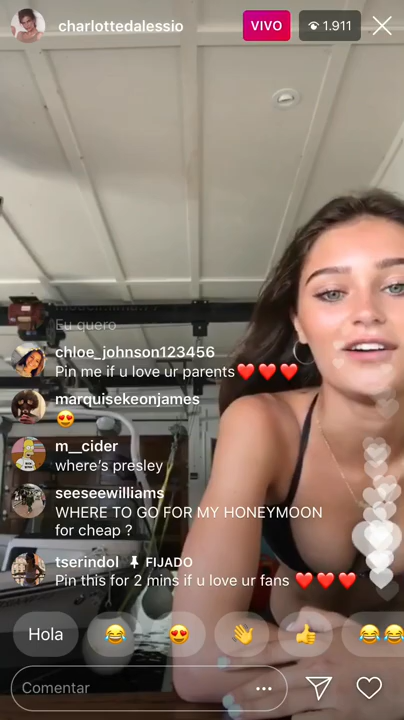 charlottedalessio
VIVO
1.911
Eu quero
chloe_johnson123456
Pin me if u love ur parents❤️❤️❤️
marquisekeonjames
😍
m__cider
where's presley
seeseewilliams
WHERE TO GO FOR MY HONEYMOON
for cheap ?
tserindol FIJADO
Pin this for 2 mins if u love ur fans ❤️❤️❤️
Hola 😂 😍 👋 👍 😂😂
Comentar